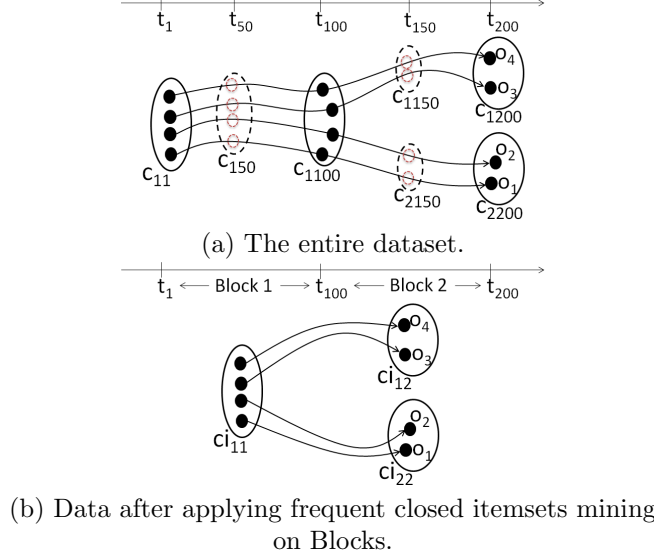 t₁ t₅₀ t₁₀₀ t₁₅₀ t₂₀₀
o₄
o₃
c₁₁₅₀
c₁₂₀₀
o₂
c₁₁ c₁₅₀ c₁₁₀₀
o₁
c₂₁₅₀
c₂₂₀₀
(a) The entire dataset.
t₁ Block 1 t₁₀₀ Block 2 t₂₀₀
o₄
o₃
ci₁₂
o₂
ci₁₁
o₁
ci₂₂
(b) Data after applying frequent closed itemsets mining
on Blocks.